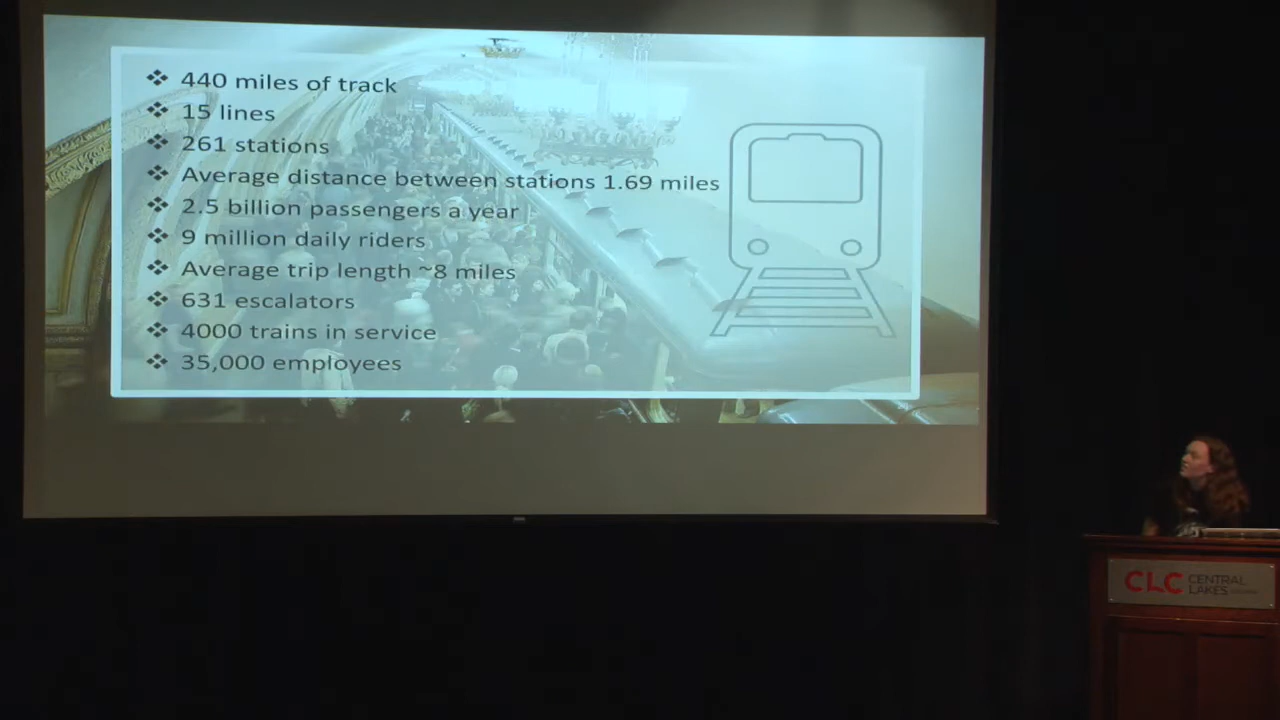 440 miles of track
15 lines
261 stations
Average distance between stations 1.69 miles
2.5 billion passengers a year
9 million daily riders
Average trip length ~8 miles
631 escalators
4000 trains in service
35,000 employees
CLC CENTRAL
LAKES